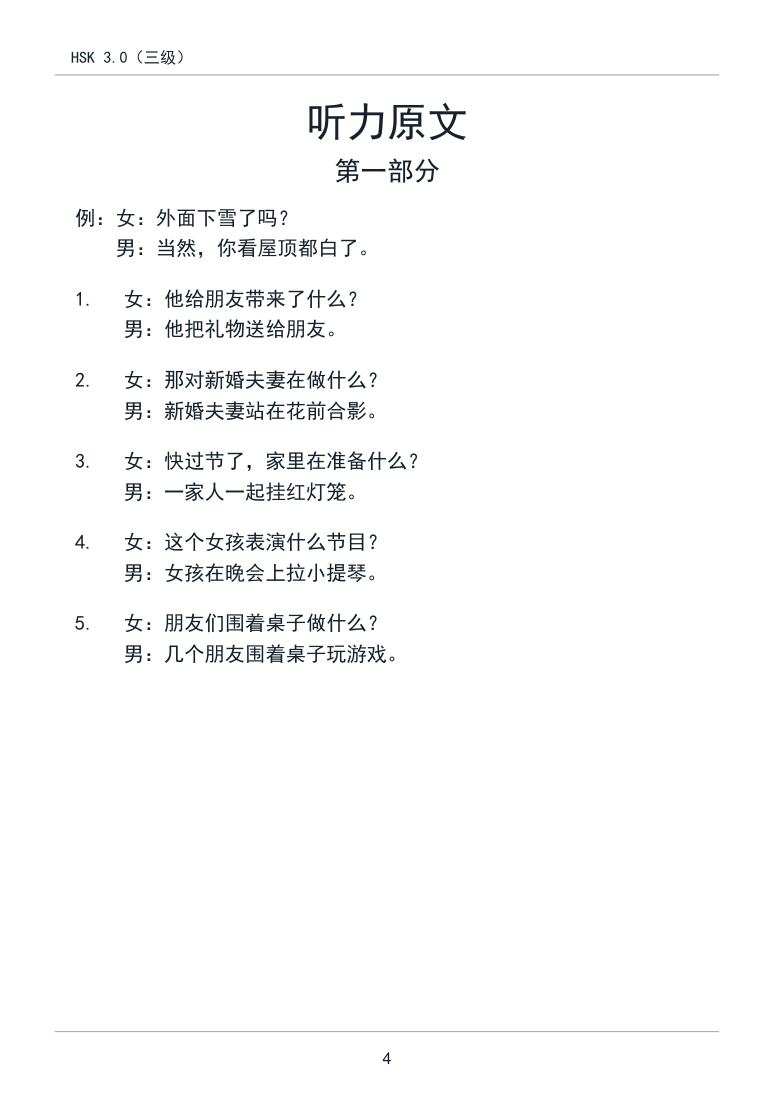 HSK 3.0（三级）
听力原文
第一部分
例：女：外面下雪了吗？
男：当然，你看屋顶都白了。
1. 女：他给朋友带来了什么？
男：他把礼物送给朋友。
2. 女：那对新婚夫妻在做什么？
男：新婚夫妻站在花前合影。
3. 女：快过节了，家里在准备什么？
男：一家人一起挂红灯笼。
4. 女：这个女孩表演什么节目？
男：女孩在晚会上拉小提琴。
5. 女：朋友们围着桌子做什么？
男：几个朋友围着桌子玩游戏。
4